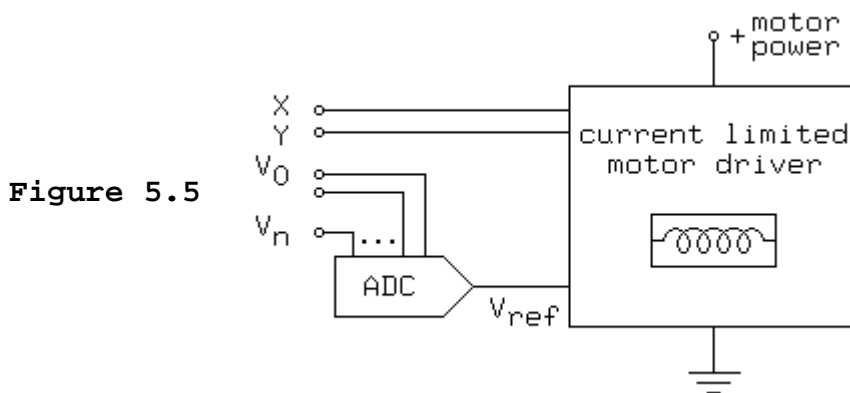 + motor
power
X
Y
current limited
motor driver
V0
Figure 5.5
Vn
...
ADC
Vref